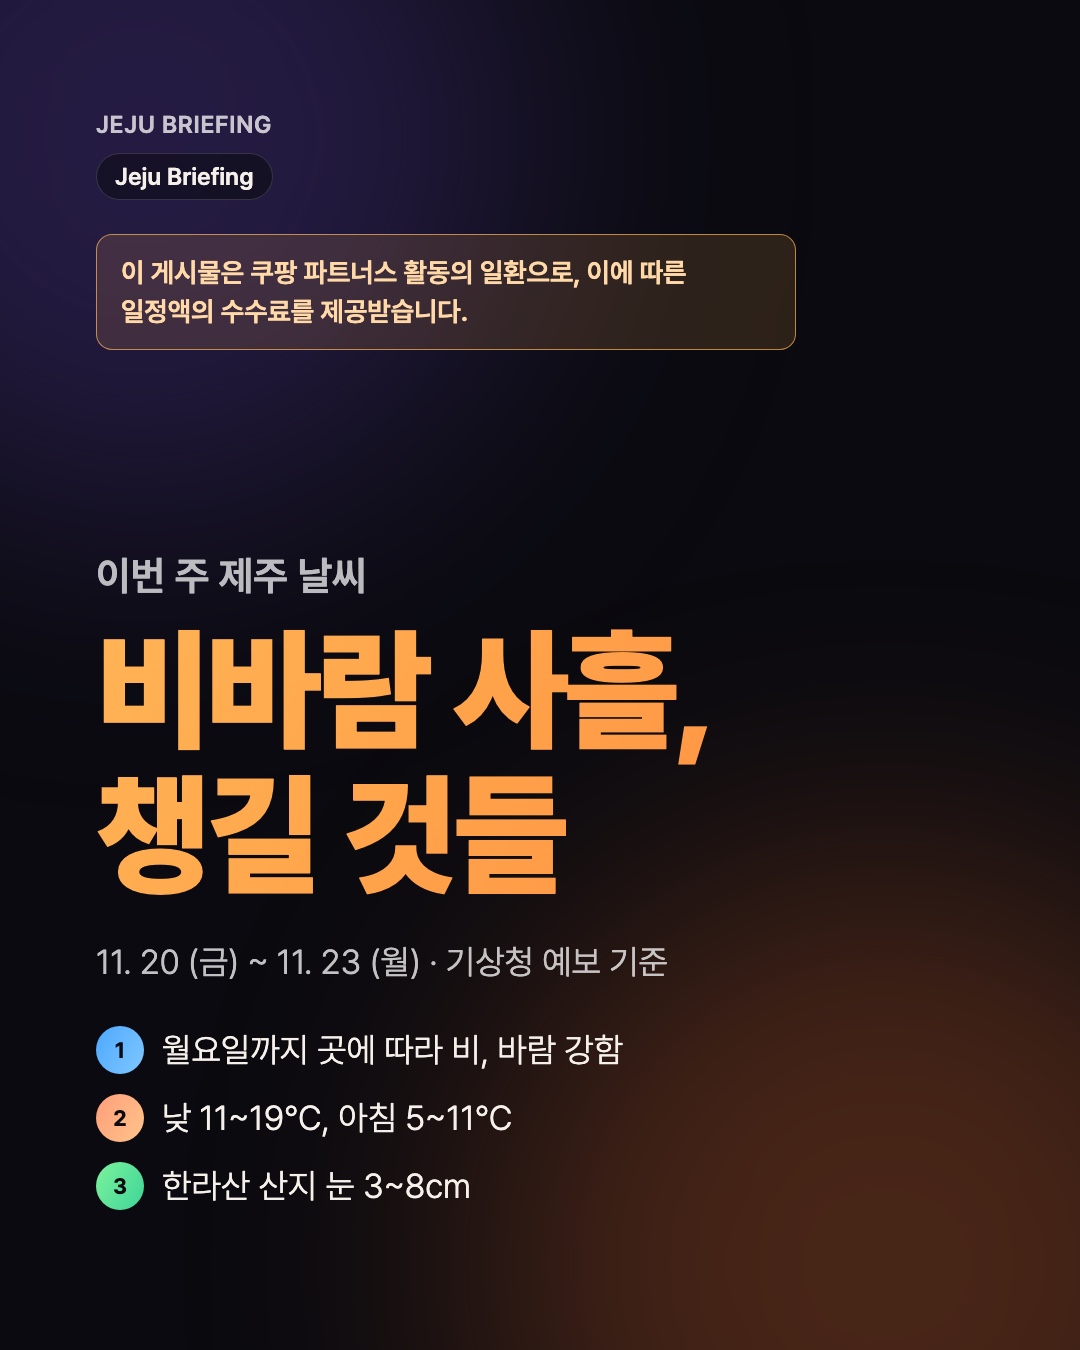 JEJU BRIEFING
Jeju Briefing
이 게시물은 쿠팡 파트너스 활동의 일환으로, 이에 따른
일정액의 수수료를 제공받습니다.
이번 주 제주 날씨
비바람 사흘,
챙길 것들
11. 20 (금) ~ 11. 23 (월) · 기상청 예보 기준
1 월요일까지 곳에 따라 비, 바람 강함
2 낮 11~19°C, 아침 5~11°C
3 한라산 산지 눈 3~8cm